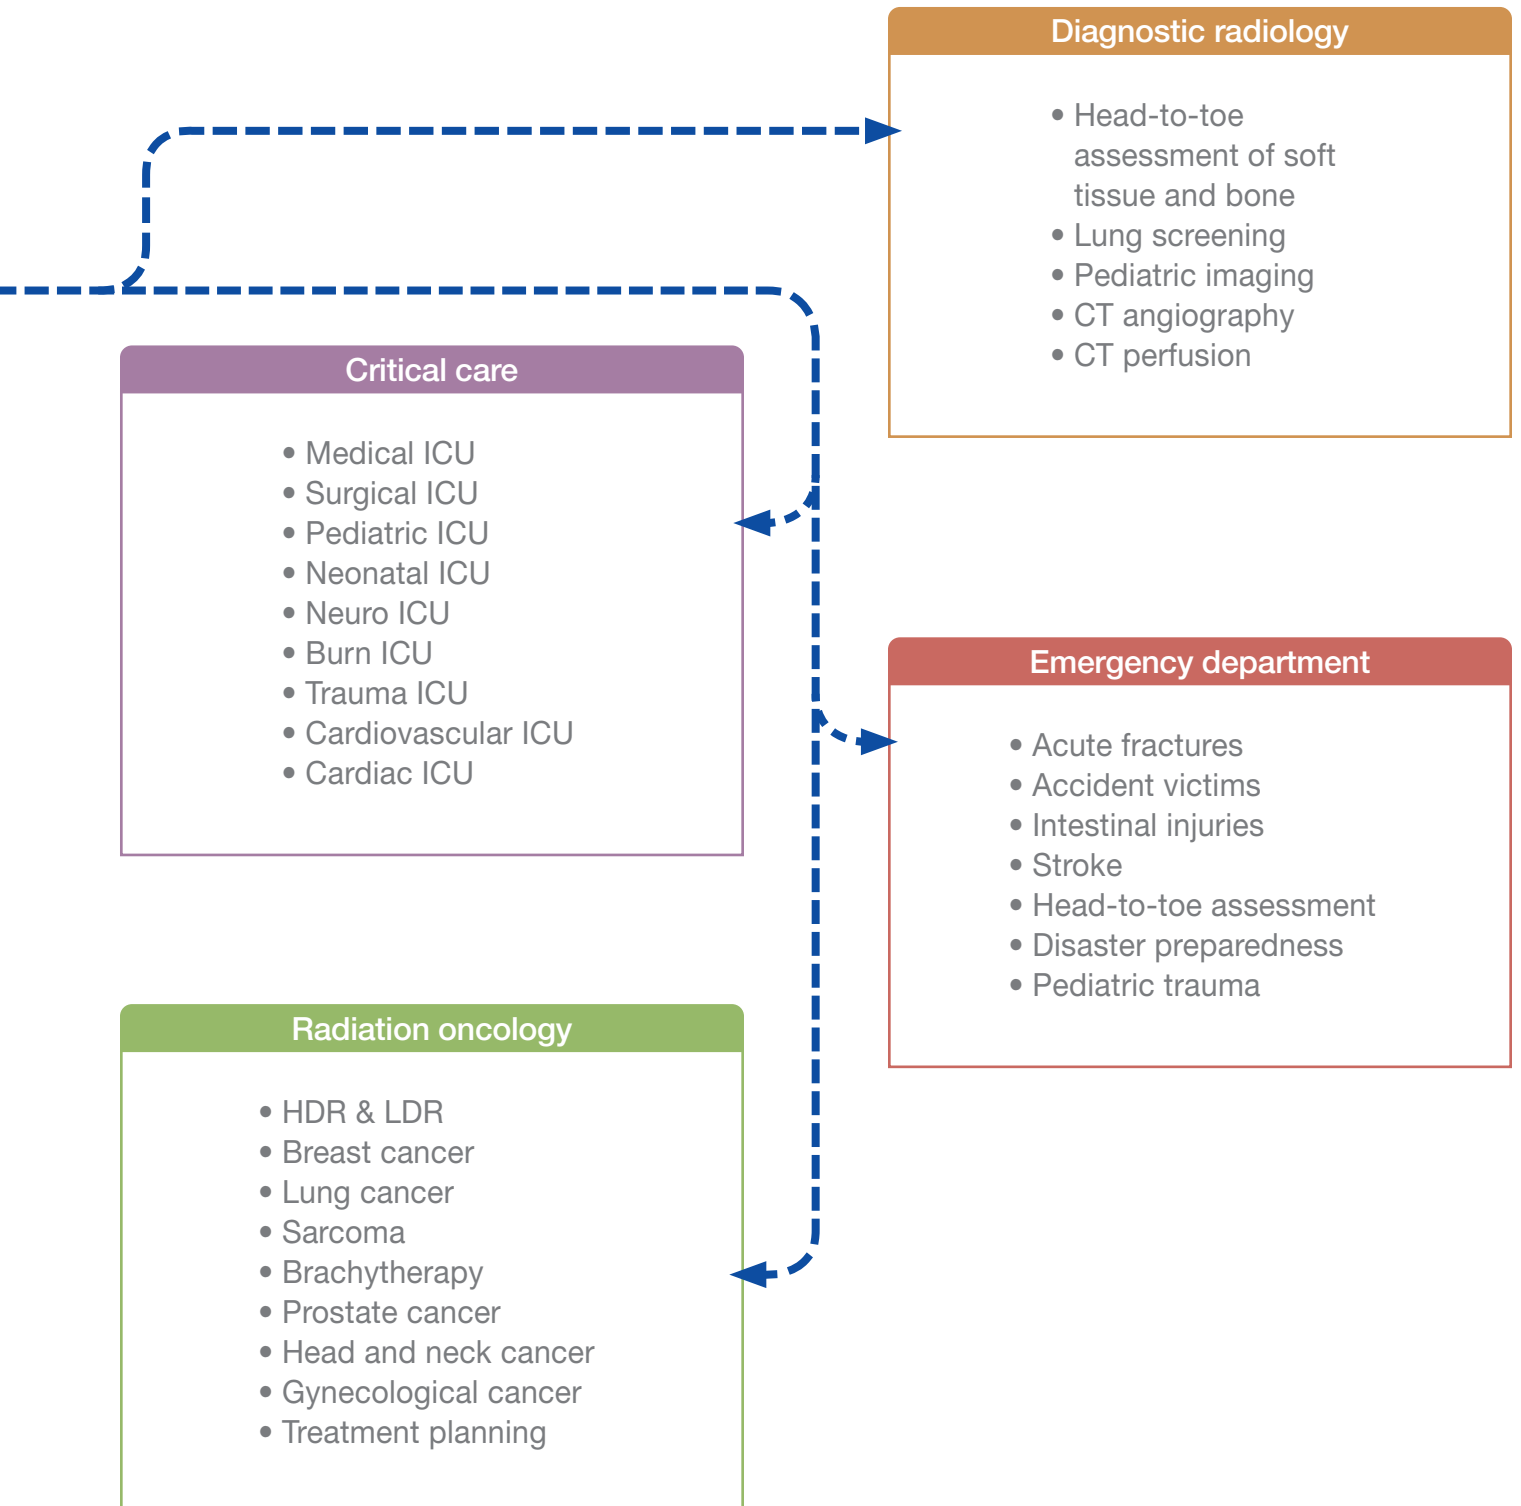 Diagnostic radiology
• Head-to-toe
assessment of soft
tissue and bone
• Lung screening
• Pediatric imaging
• CT angiography
• CT perfusion
Critical care
• Medical ICU
• Surgical ICU
• Pediatric ICU
• Neonatal ICU
• Neuro ICU
• Burn ICU
• Trauma ICU
• Cardiovascular ICU
• Cardiac ICU
Emergency department
• Acute fractures
• Accident victims
• Intestinal injuries
• Stroke
• Head-to-toe assessment
• Disaster preparedness
• Pediatric trauma
Radiation oncology
• HDR & LDR
• Breast cancer
• Lung cancer
• Sarcoma
• Brachytherapy
• Prostate cancer
• Head and neck cancer
• Gynecological cancer
• Treatment planning